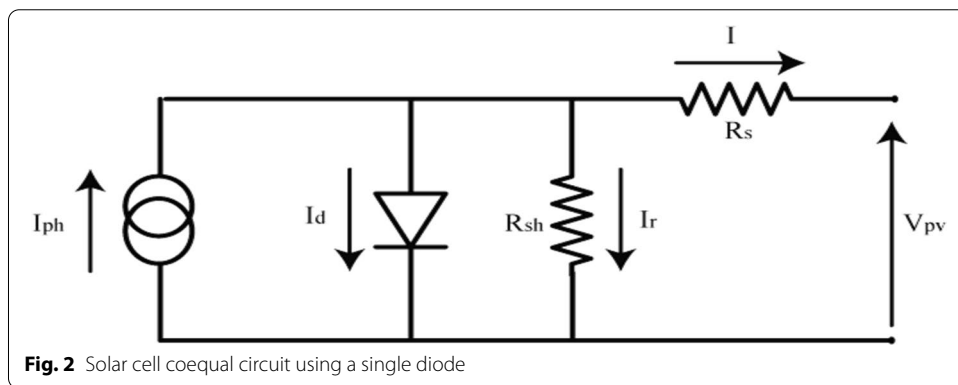 I
Rs
Iph
Id
Rsh
Ir
Vpv
Fig. 2 Solar cell coequal circuit using a single diode